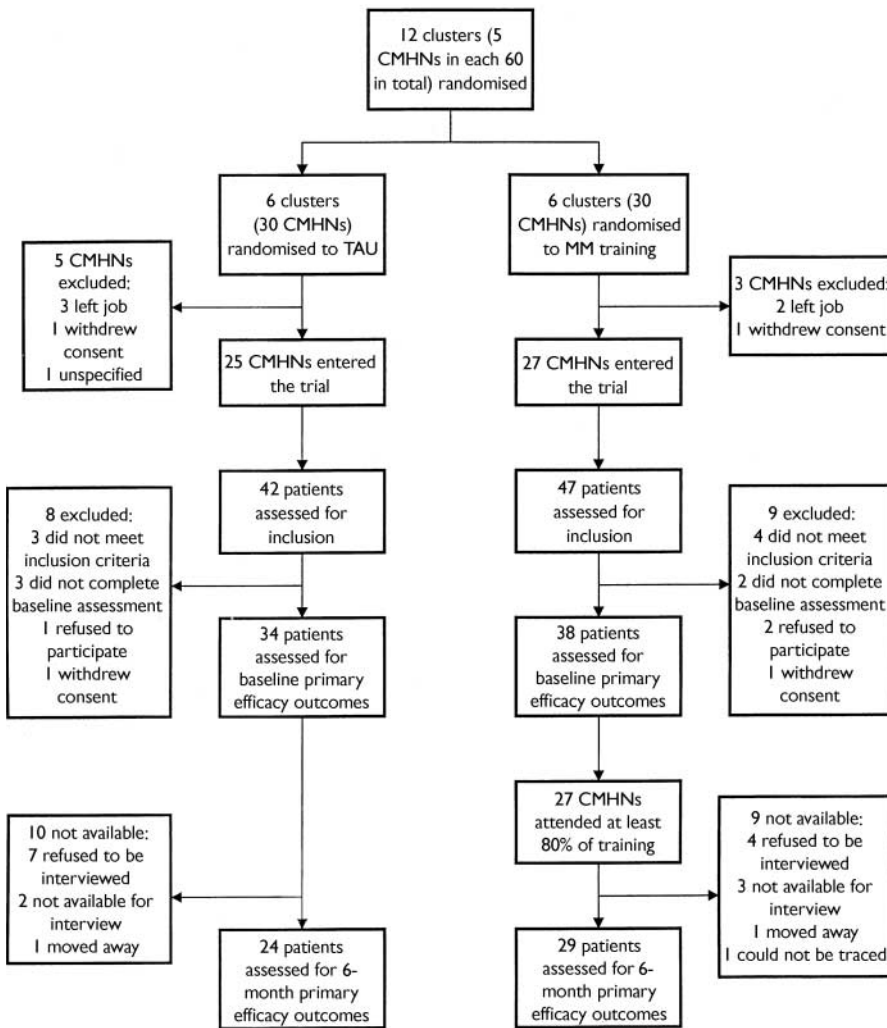 12 clusters (5
CMHNs in each 60
in total) randomised
6 clusters
(30 CMHNs)
randomised to TAU
6 clusters (30
CMHNs) randomised
to MM training
5 CMHNs
excluded:
3 left job
1 withdrew
consent
1 unspecified
3 CMHNs excluded:
2 left job
1 withdrew consent
25 CMHNs entered
the trial
27 CMHNs entered
the trial
42 patients
assessed for
inclusion
47 patients
assessed for
inclusion
8 excluded:
3 did not meet
inclusion criteria
3 did not complete
baseline assessment
1 refused to
participate
1 withdrew
consent
9 excluded:
4 did not meet
inclusion criteria
2 did not complete
baseline assessment
2 refused to
participate
1 withdrew
consent
34 patients
assessed for
baseline primary
efficacy outcomes
38 patients
assessed for
baseline primary
efficacy outcomes
27 CMHNs
attended at least
80% of training
10 not available:
7 refused to be
interviewed
2 not available for
interview
1 moved away
9 not available:
4 refused to be
interviewed
3 not available for
interview
1 moved away
1 could not be traced
24 patients
assessed for 6-
month primary
efficacy outcomes
29 patients
assessed for 6-
month primary
efficacy outcomes